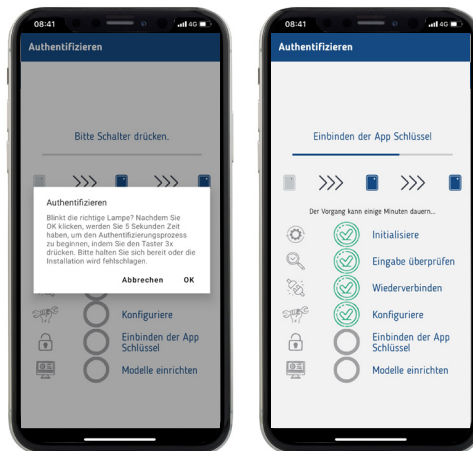 08:41
4G
Authentifizieren
Bitte Schalter drücken.
Authentifizieren
Blinkt die richtige Lampe? Nachdem Sie
OK klicken, werden Sie 5 Sekunden Zeit
haben, um den Authentifizierungsprozess
zu beginnen, indem Sie den Taster 3x
drücken. Bitte halten Sie sich bereit oder die
Installation wird fehlschlagen.
Abbrechen OK
Konfiguriere
Einbinden der App
Schlüssel
Modelle einrichten
08:41
4G
Authentifizieren
Einbinden der App Schlüssel
Der Vorgang kann einige Minuten dauern...
Initialisiere
Eingabe überprüfen
Wiederverbinden
Konfiguriere
Einbinden der App
Schlüssel
Modelle einrichten